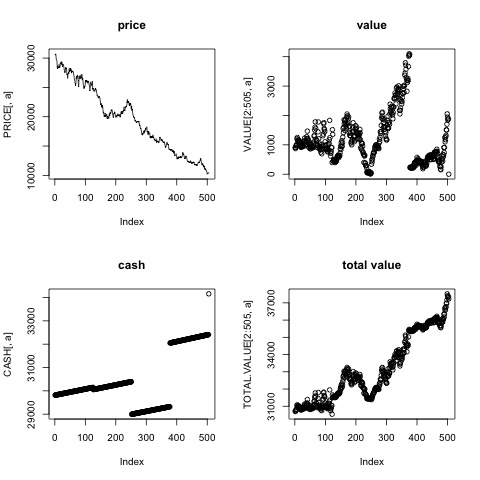 price
PRICE[, a]
10000
20000
30000
0 100 200 300 400 500
Index
value
VALUE[2:505, a]
0
1000
3000
0 100 200 300 400 500
Index
cash
CASH[, a]
29000
31000
33000
0 100 200 300 400 500
Index
total value
TOTAL.VALUE[2:505, a]
31000
34000
37000
0 100 200 300 400 500
Index